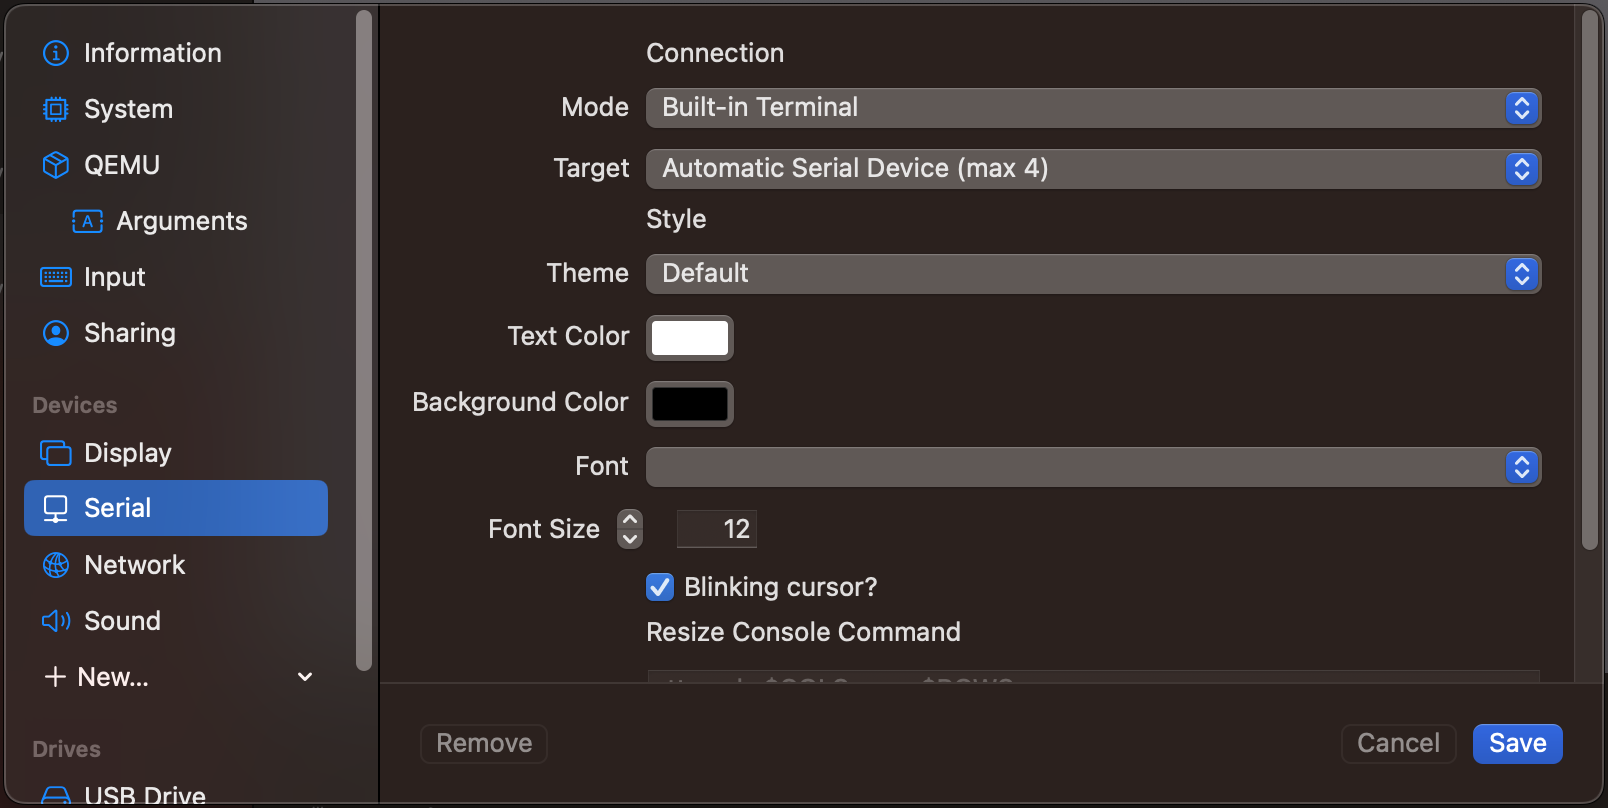 Information
System
QEMU
Arguments
Input
Sharing
Devices
Display
Serial
Network
Sound
New...
Drives
USB Drive
Connection
Mode Built-in Terminal
Target Automatic Serial Device (max 4)
Style
Theme Default
Text Color
Background Color
Font
Font Size 12
Blinking cursor?
Resize Console Command
Remove
Cancel
Save